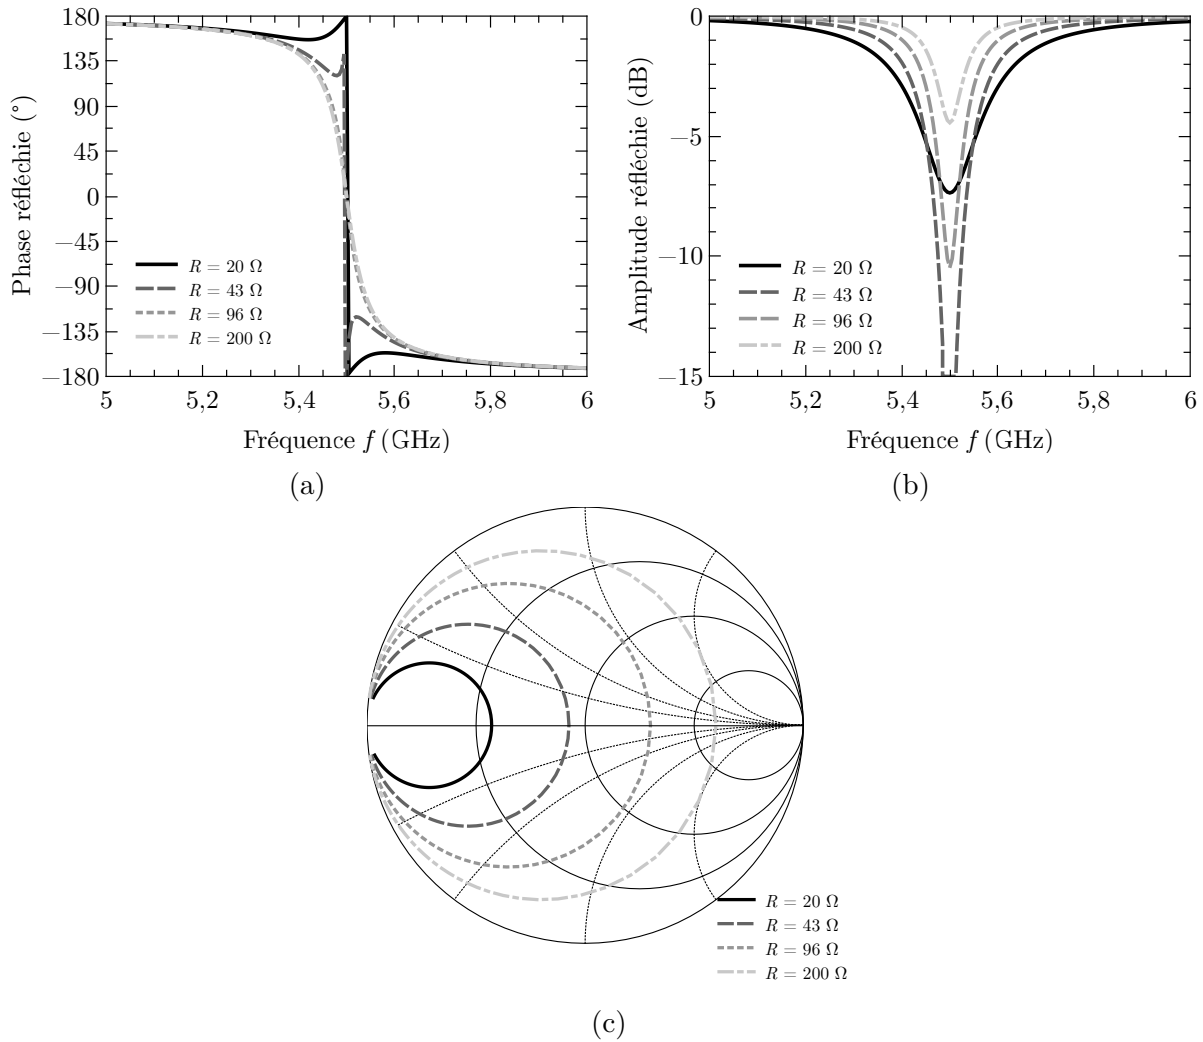 180
135
90
45
0
−45
−90
−135
−180
Phase réfléchie (°)
R = 20 Ω
R = 43 Ω
R = 96 Ω
R = 200 Ω
5 5,2 5,4 5,6 5,8 6
Fréquence f (GHz)
(a)
0
−5
−10
−15
Amplitude réfléchie (dB)
R = 20 Ω
R = 43 Ω
R = 96 Ω
R = 200 Ω
5 5,2 5,4 5,6 5,8 6
Fréquence f (GHz)
(b)
R = 20 Ω
R = 43 Ω
R = 96 Ω
R = 200 Ω
(c)